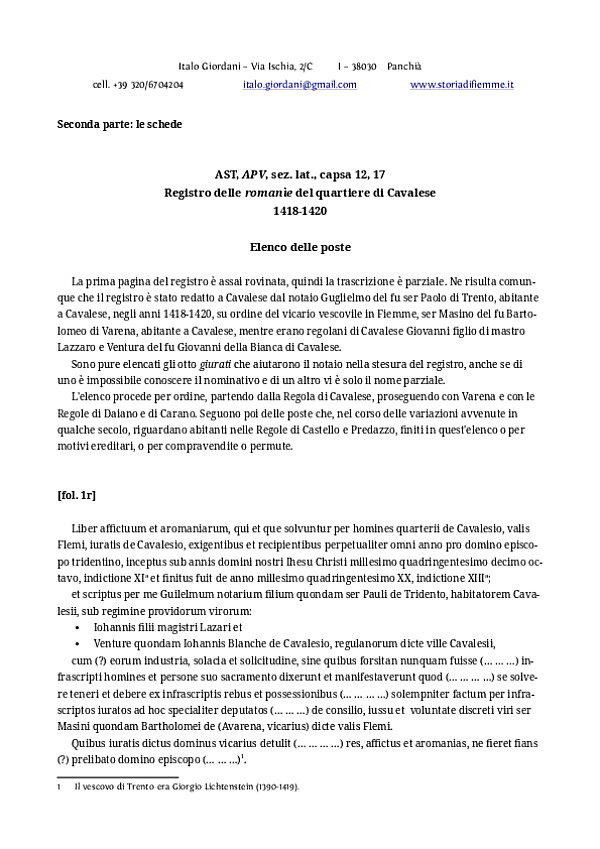 Italo Giordani – Via Ischia, 2/C I – 38030 Panchià
cell. +39 320/6704204 italo.giordani@gmail.com www.storiadifiemme.it
Seconda parte: le schede
AST, APV, sez. lat., capsa 12, 17
Registro delle romanie del quartiere di Cavalese
1418-1420
Elenco delle poste
La prima pagina del registro è assai rovinata, quindi la trascrizione è parziale. Ne risulta comun-
que che il registro è stato redatto a Cavalese dal notaio Guglielmo del fu ser Paolo di Trento, abitante
a Cavalese, negli anni 1418-1420, su ordine del vicario vescovile in Fiemme, ser Masino del fu Barto-
lomeo di Varena, abitante a Cavalese, mentre erano regolani di Cavalese Giovanni figlio di mastro
Lazzaro e Ventura del fu Giovanni della Bianca di Cavalese.
Sono pure elencati gli otto giurati che aiutarono il notaio nella stesura del registro, anche se di
uno è impossibile conoscere il nominativo e di un altro vi è solo il nome parziale.
L'elenco procede per ordine, partendo dalla Regola di Cavalese, proseguendo con Varena e con le
Regole di Daiano e di Carano. Seguono poi delle poste che, nel corso delle variazioni avvenute in
qualche secolo, riguardano abitanti nelle Regole di Castello e Predazzo, finiti in quest'elenco o per
motivi ereditari, o per compravendite o permute.
[fol. 1r]
Liber affictuum et aromaniarum, qui et que solvuntur per homines quarterii de Cavalesio, valis
Flemi, iuratis de Cavalesio, exigentibus et recipientibus perpetualiter omni anno pro domino episco-
po tridentino, inceptus sub annis domini nostri Ihesu Christi millesimo quadringentesimo decimo oc-
tavo, indictione XIª et finitus fuit de anno millesimo quadringentesimo XX, indictione XIIIª;
et scriptus per me Guilelmum notarium filium quondam ser Pauli de Tridento, habitatorem Cava-
lesii, sub regimine providorum virorum:
• Iohannis filii magistri Lazari et
• Venture quondam Iohannis Blanche de Cavalesio, regulanorum dicte ville Cavalesii,
cum (?) eorum industria, solacia et solicitudine, sine quibus forsitan nunquam fuisse (... ... ...) in-
frascripti homines et persone suo sacramento dixerunt et manifestaverunt quod (... ... ...) se solve-
re teneri et debere ex infrascriptis rebus et possessionibus (... ... ... ...) solempniter factum per infra-
scriptos iuratos ad hoc specialiter deputatos (... ... ...) de consilio, iussu et voluntate discreti viri ser
Masini quondam Bartholomei de (Avarena, vicarius) dicte valis Flemi.
Quibus iuratis dictus dominus vicarius detulit (... ... ... ...) res, affictus et aromanias, ne fieret fians
(?) prelibato domino episcopo (... ... ...)¹.
1 Il vescovo di Trento era Giorgio Lichtenstein (1390-1419).